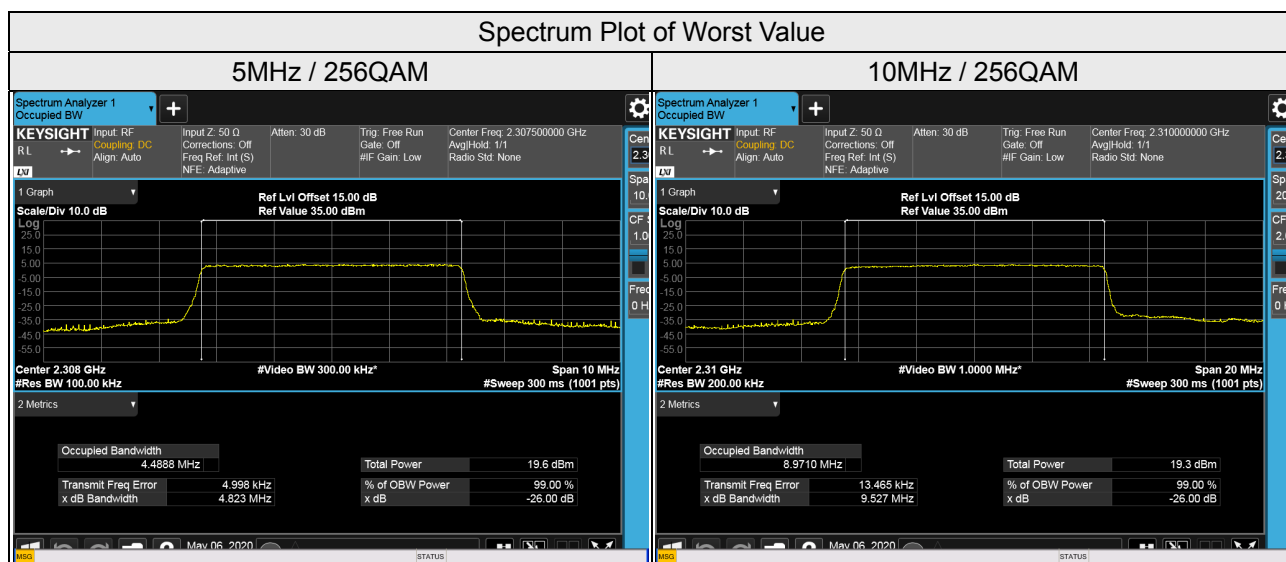 Spectrum Plot of Worst Value
5MHz / 256QAM
10MHz / 256QAM
Spectrum Analyzer 1
Occupied BW
+
KEYSIGHT Input: RF Input Z: 50 Ω Atten: 30 dB Trig: Free Run Center Freq: 2.307500000 GHz
RL Coupling: DC Corrections: Off Gate: Off Avg|Hold: 1/1
Align: Auto Freq Ref: Int (S) #IF Gain: Low Radio Std: None
LXI NFE: Adaptive
1 Graph
Ref Lvl Offset 15.00 dB
Scale/Div 10.0 dB Ref Value 35.00 dBm
Log
25.0
15.0
5.00
-5.00
-15.0
-25.0
-35.0
-45.0
-55.0
Center 2.308 GHz #Video BW 300.00 kHz* Span 10 MHz
#Res BW 100.00 kHz #Sweep 300 ms (1001 pts)
2 Metrics
Occupied Bandwidth
4.4888 MHz Total Power 19.6 dBm
Transmit Freq Error 4.998 kHz % of OBW Power 99.00 %
x dB Bandwidth 4.823 MHz x dB -26.00 dB
May 06, 2020
MSG STATUS
Spectrum Analyzer 1
Occupied BW
+
KEYSIGHT Input: RF Input Z: 50 Ω Atten: 30 dB Trig: Free Run Center Freq: 2.310000000 GHz
RL Coupling: DC Corrections: Off Gate: Off Avg|Hold: 1/1
Align: Auto Freq Ref: Int (S) #IF Gain: Low Radio Std: None
LXI NFE: Adaptive
1 Graph
Ref Lvl Offset 15.00 dB
Scale/Div 10.0 dB Ref Value 35.00 dBm
Log
25.0
15.0
5.00
-5.00
-15.0
-25.0
-35.0
-45.0
-55.0
Center 2.31 GHz #Video BW 1.0000 MHz* Span 20 MHz
#Res BW 200.00 kHz #Sweep 300 ms (1001 pts)
2 Metrics
Occupied Bandwidth
8.9710 MHz Total Power 19.3 dBm
Transmit Freq Error 13.465 kHz % of OBW Power 99.00 %
x dB Bandwidth 9.527 MHz x dB -26.00 dB
May 06, 2020
MSG STATUS